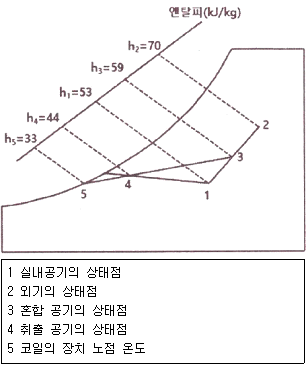 엔탈피(kJ/kg)
h₂=70
h₃=59
h₁=53
h₄=44
h₅=33
2
3
5
4
1
1 실내공기의 상태점
2 외기의 상태점
3 혼합 공기의 상태점
4 취출 공기의 상태점
5 코일의 장치 노점 온도